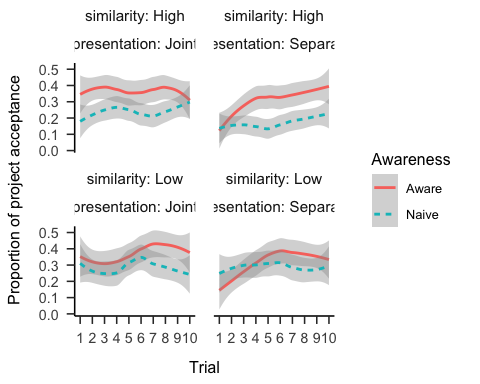 similarity: High
similarity: High
presentation: Joint
presentation: Separa
0.5
0.4
0.3
0.2
0.1
0.0
similarity: Low
similarity: Low
presentation: Joint
presentation: Separa
0.5
0.4
0.3
0.2
0.1
0.0
1 2 3 4 5 6 7 8 9 10
1 2 3 4 5 6 7 8 9 10
Trial
Proportion of project acceptance
Awareness
Aware
Naive